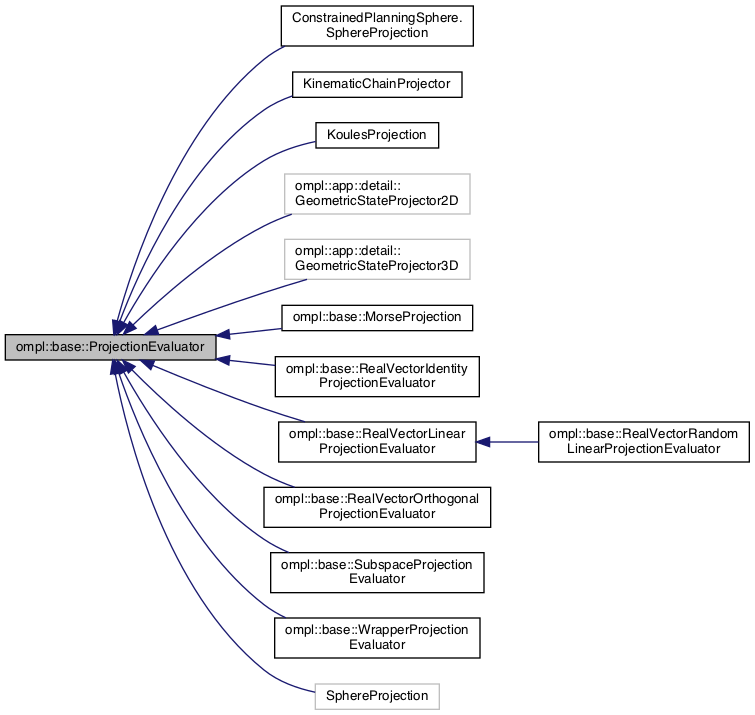 ConstrainedPlanningSphere.
SphereProjection
KinematicChainProjector
KoulesProjection
ompl::app::detail::
GeometricStateProjector2D
ompl::app::detail::
GeometricStateProjector3D
ompl::base::MorseProjection
ompl::base::ProjectionEvaluator
ompl::base::RealVectorIdentity
ProjectionEvaluator
ompl::base::RealVectorLinear
ProjectionEvaluator
ompl::base::RealVectorRandom
LinearProjectionEvaluator
ompl::base::RealVectorOrthogonal
ProjectionEvaluator
ompl::base::SubspaceProjection
Evaluator
ompl::base::WrapperProjection
Evaluator
SphereProjection